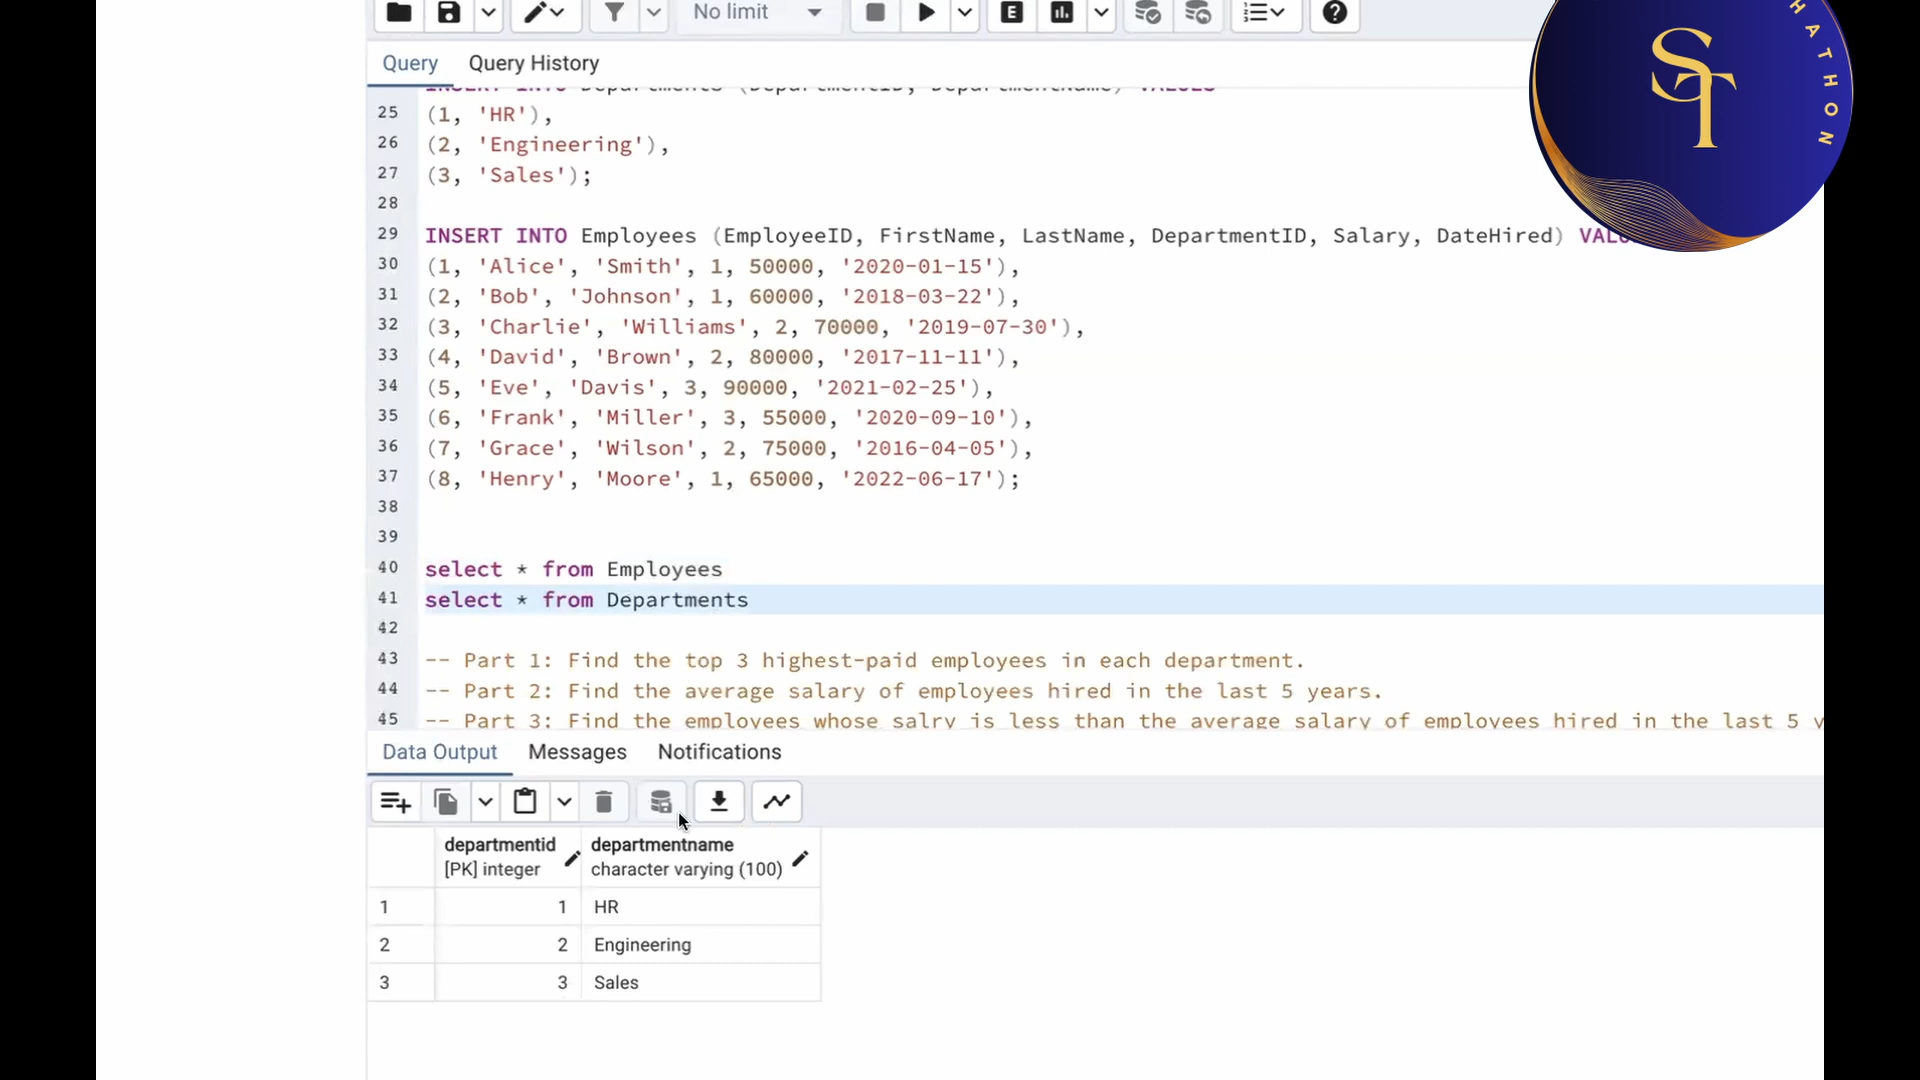 No limit
Query Query History
INSERT INTO Departments (DepartmentID, DepartmentName) VALUES
25 (1, 'HR'),
26 (2, 'Engineering'),
27 (3, 'Sales');
28
29 INSERT INTO Employees (EmployeeID, FirstName, LastName, DepartmentID, Salary, DateHired) VALU
30 (1, 'Alice', 'Smith', 1, 50000, '2020-01-15'),
31 (2, 'Bob', 'Johnson', 1, 60000, '2018-03-22'),
32 (3, 'Charlie', 'Williams', 2, 70000, '2019-07-30'),
33 (4, 'David', 'Brown', 2, 80000, '2017-11-11'),
34 (5, 'Eve', 'Davis', 3, 90000, '2021-02-25'),
35 (6, 'Frank', 'Miller', 3, 55000, '2020-09-10'),
36 (7, 'Grace', 'Wilson', 2, 75000, '2016-04-05'),
37 (8, 'Henry', 'Moore', 1, 65000, '2022-06-17');
38
39
40 select * from Employees
41 select * from Departments
42
43 -- Part 1: Find the top 3 highest-paid employees in each department.
44 -- Part 2: Find the average salary of employees hired in the last 5 years.
45 -- Part 3: Find the employees whose salry is less than the average salary of employees hired in the last 5 y
Data Output Messages Notifications
departmentid departmentname
[PK] integer character varying (100)
1 1 HR
2 2 Engineering
3 3 Sales
ST
HATHON